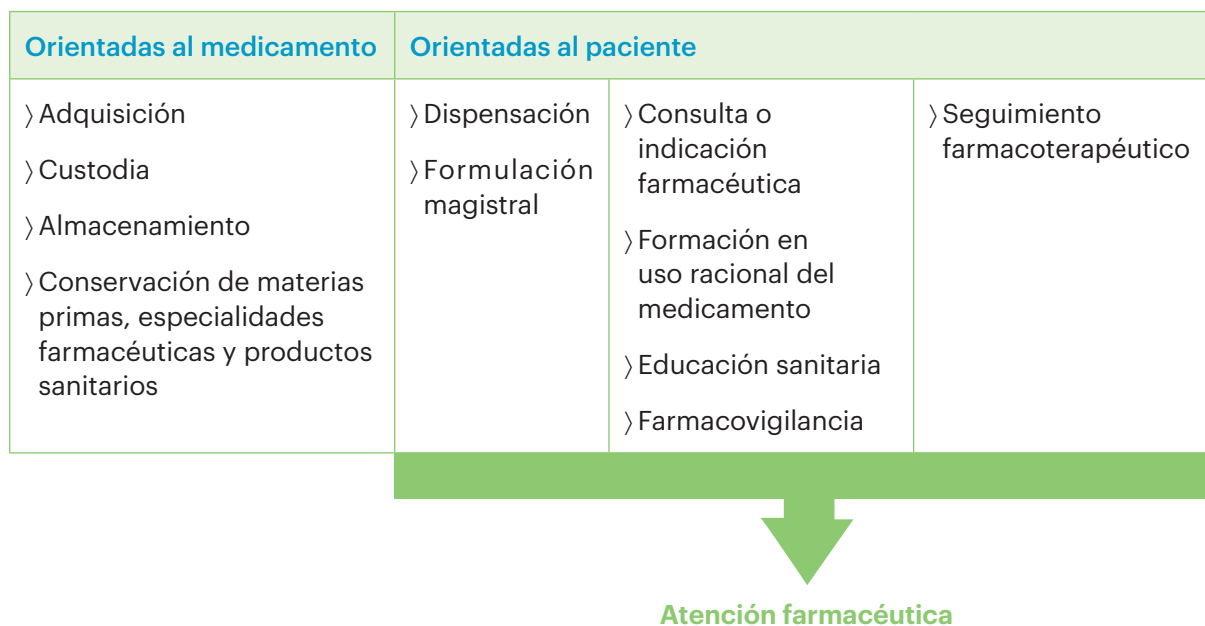 Orientadas al medicamento
Orientadas al paciente
〉Adquisición
〉Custodia
〉Almacenamiento
〉Conservación de materias
primas, especialidades
farmacéuticas y productos
sanitarios
〉Dispensación
〉Formulación
magistral
〉Consulta o
indicación
farmacéutica
〉Formación en
uso racional del
medicamento
〉Educación sanitaria
〉Farmacovigilancia
〉Seguimiento
farmacoterapéutico
Atención farmacéutica